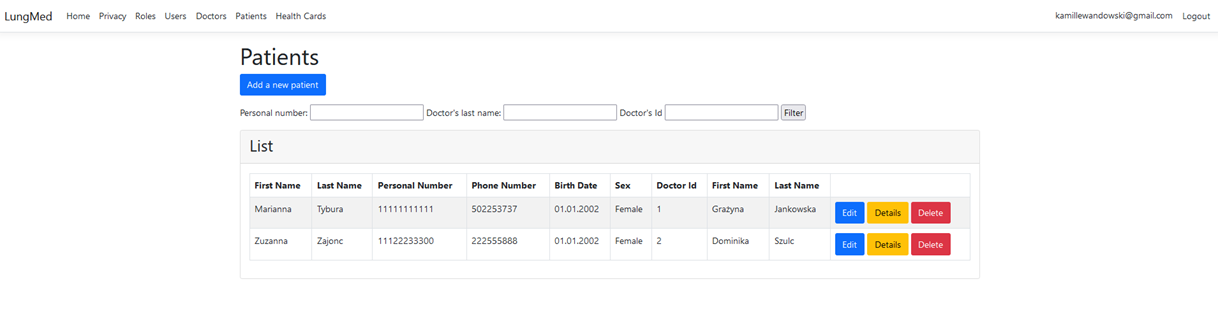 LungMed Home Privacy Roles Users Doctors Patients Health Cards kamillewandowski@gmail.com Logout
Patients
Add a new patient
Personal number: Doctor's last name: Doctor's Id Filter
List
First Name Last Name Personal Number Phone Number Birth Date Sex Doctor Id First Name Last Name
Marianna Tybura 11111111111 502253737 01.01.2002 Female 1 Grażyna Jankowska Edit Details Delete
Zuzanna Zajonc 11122233300 222555888 01.01.2002 Female 2 Dominika Szulc Edit Details Delete